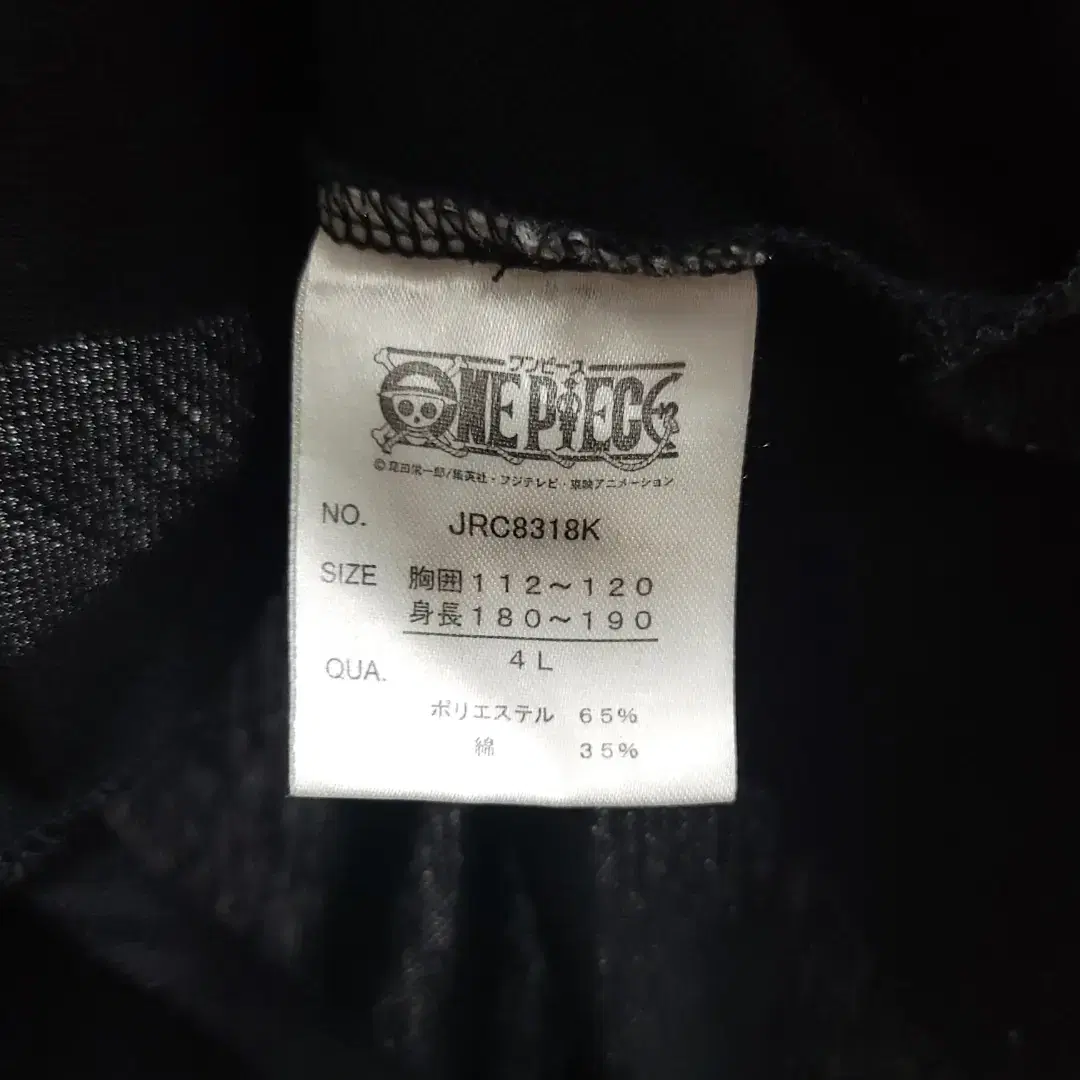 ワンピース
ONE PIECE
©尾田栄一郎/集英社・フジテレビ・東映アニメーション
NO. JRC8318K
SIZE 胸囲112～120
身長180～190
4L
QUA.
ポリエステル 65%
綿 35%